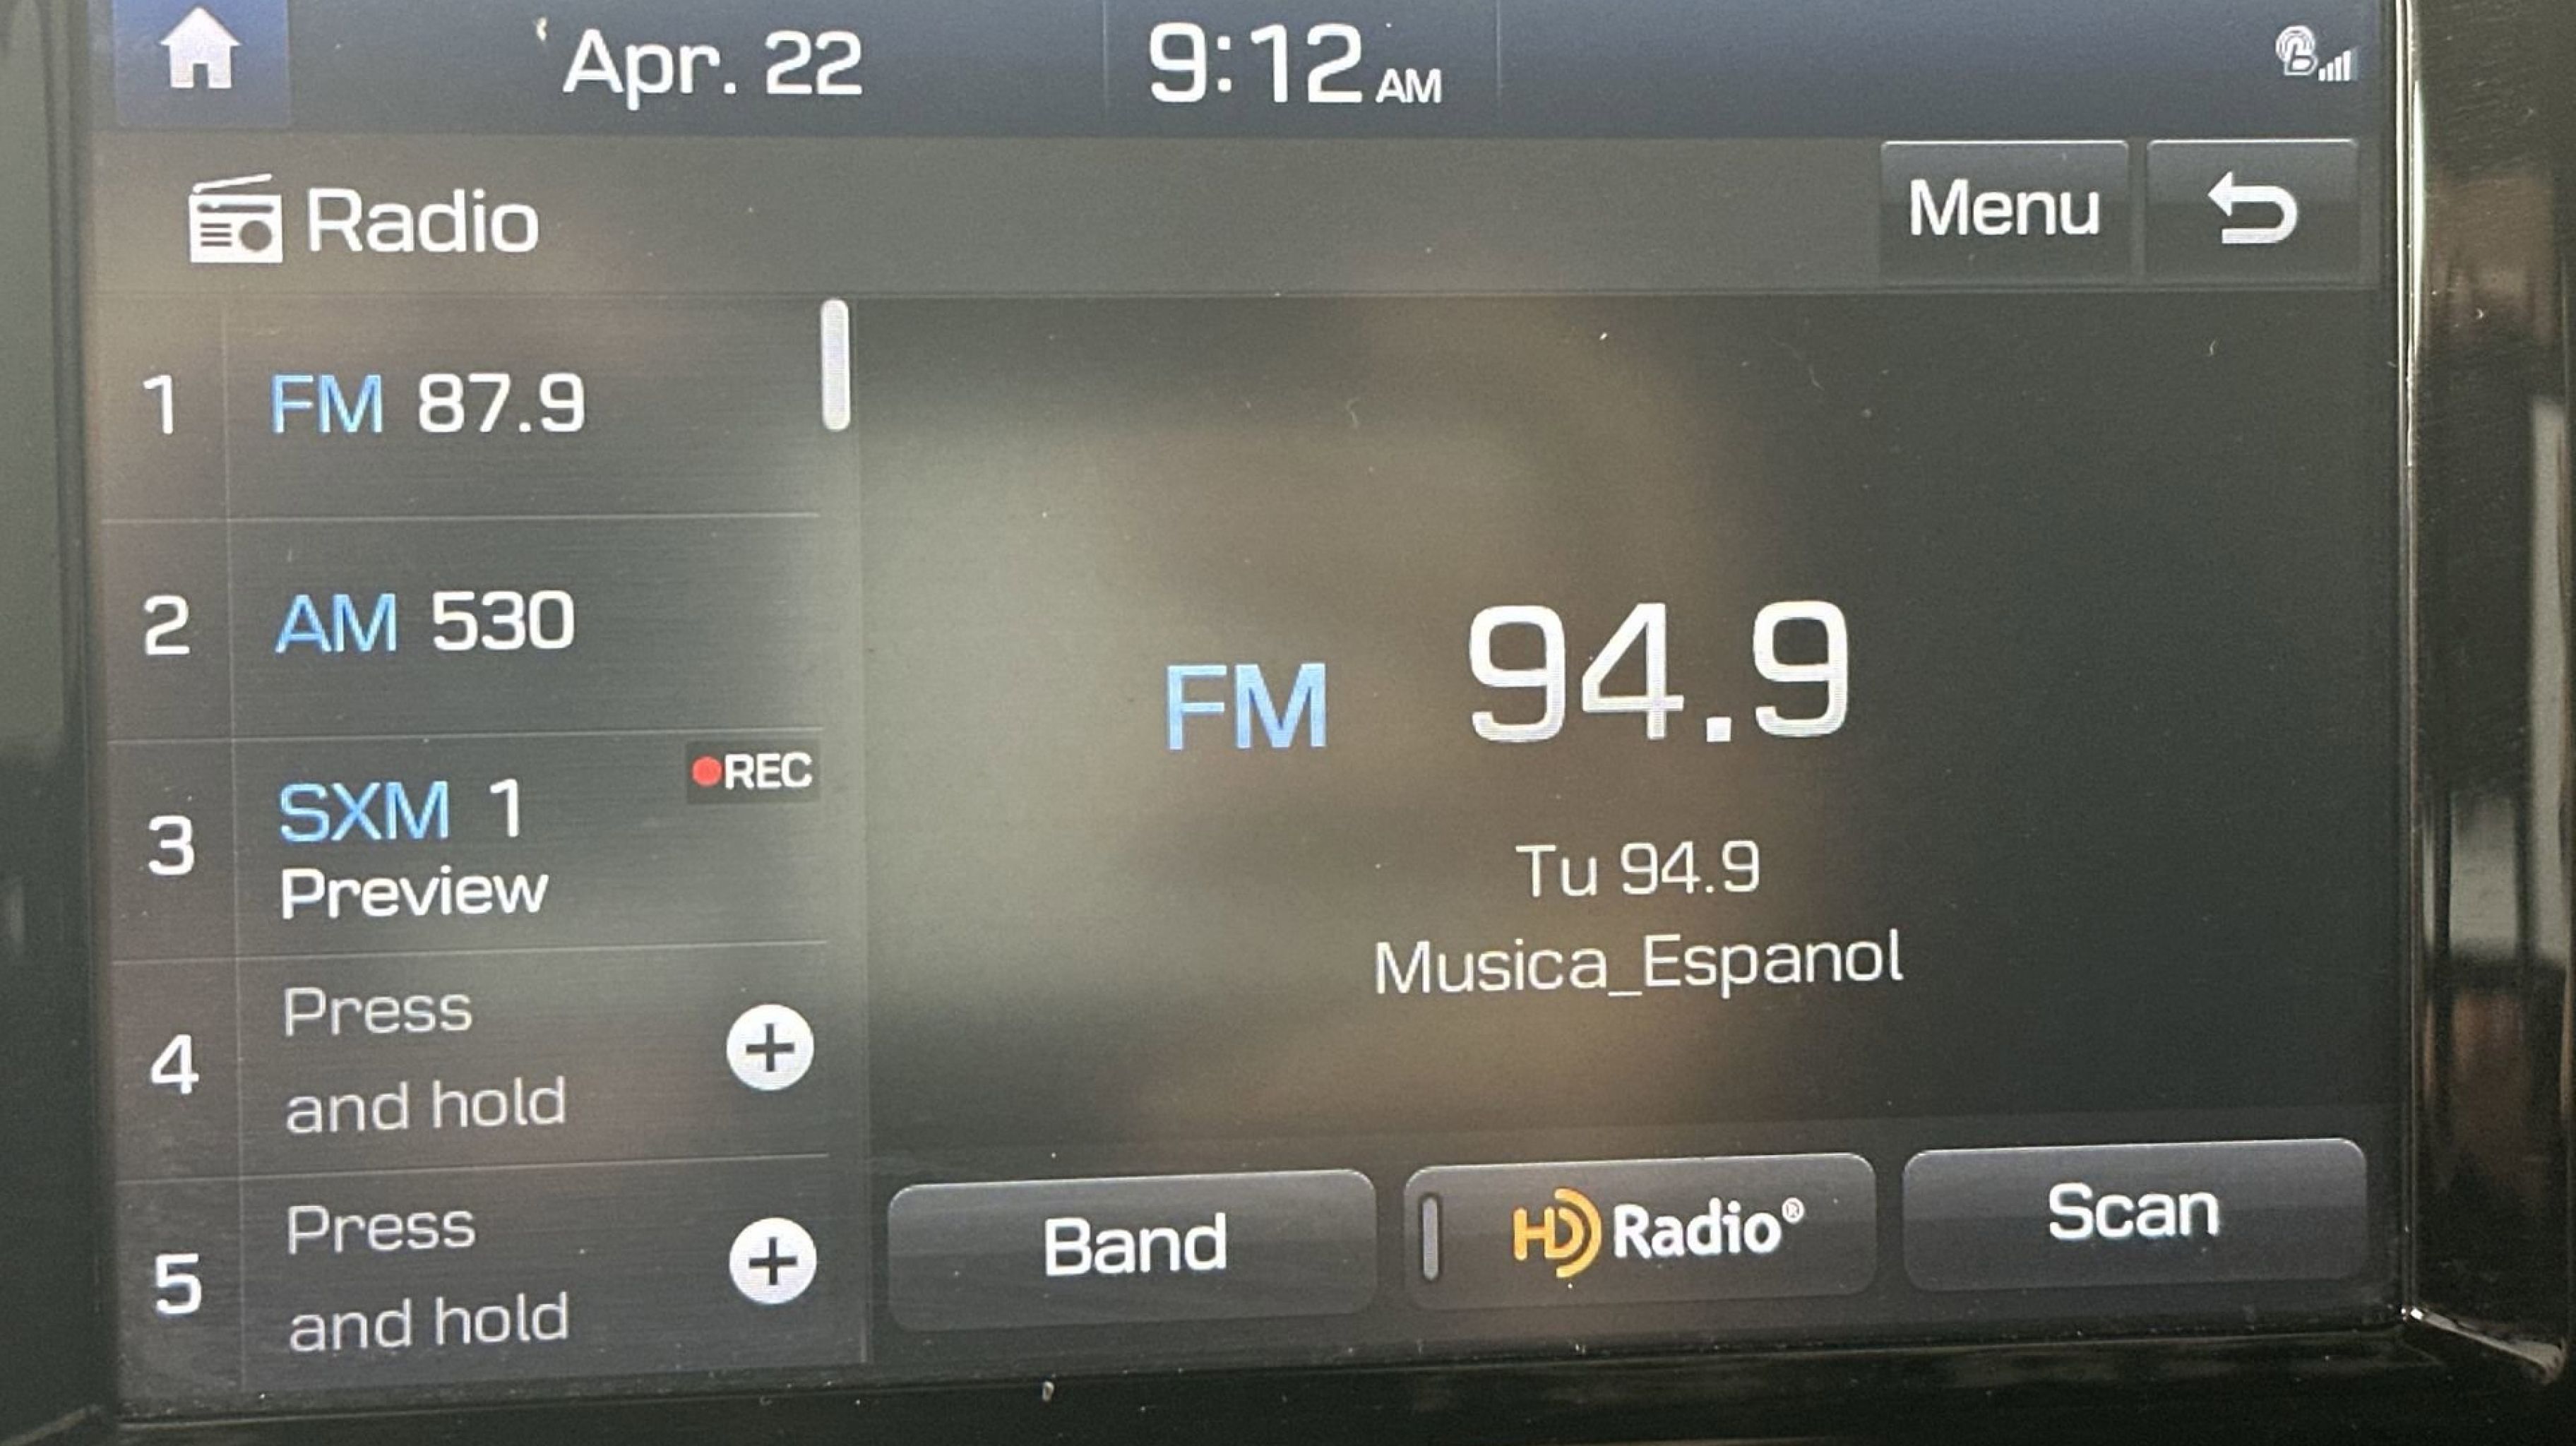 Apr. 22
9:12 AM
Radio
Menu
1 FM 87.9
2 AM 530
●REC
3 SXM 1
Preview
4 Press
and hold
5 Press
and hold
FM 94.9
Tu 94.9
Musica_Espanol
Band
HD Radio®
Scan